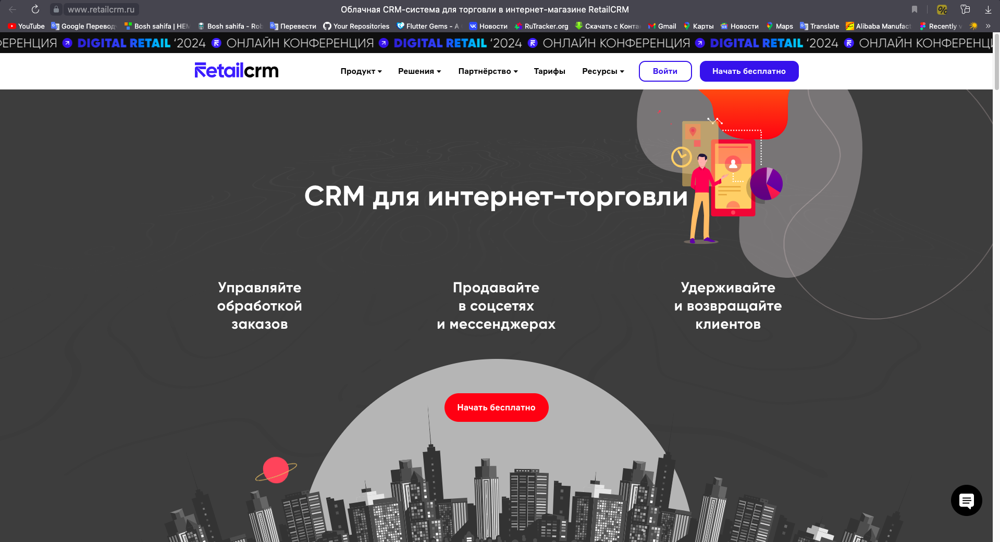 www.retailcrm.ru
Облачная CRM-система для торговли в интернет-магазине RetailCRM
YouTube Google Перевод Bosh sahifa | HEM Bosh sahifa - Rob Перевести Your Repositories Flutter Gems - A Новости RuTracker.org Скачать с Конта Gmail Карты Новости Maps Translate Alibaba Manufact Recently v »
ЕРЕНЦИЯ DIGITAL RETAIL ‘2024 ОНЛАЙН КОНФЕРЕНЦИЯ DIGITAL RETAIL ‘2024 ОНЛАЙН КОНФЕРЕНЦИЯ DIGITAL RETAIL ‘2024 ОНЛАЙН КОНФЕРЕНЦИ
Retailcrm
Продукт Решения Партнёрство Тарифы Ресурсы Войти Начать бесплатно
CRM для интернет-торговли
Управляйте
обработкой
заказов
Продавайте
в соцсетях
и мессенджерах
Удерживайте
и возвращайте
клиентов
Начать бесплатно